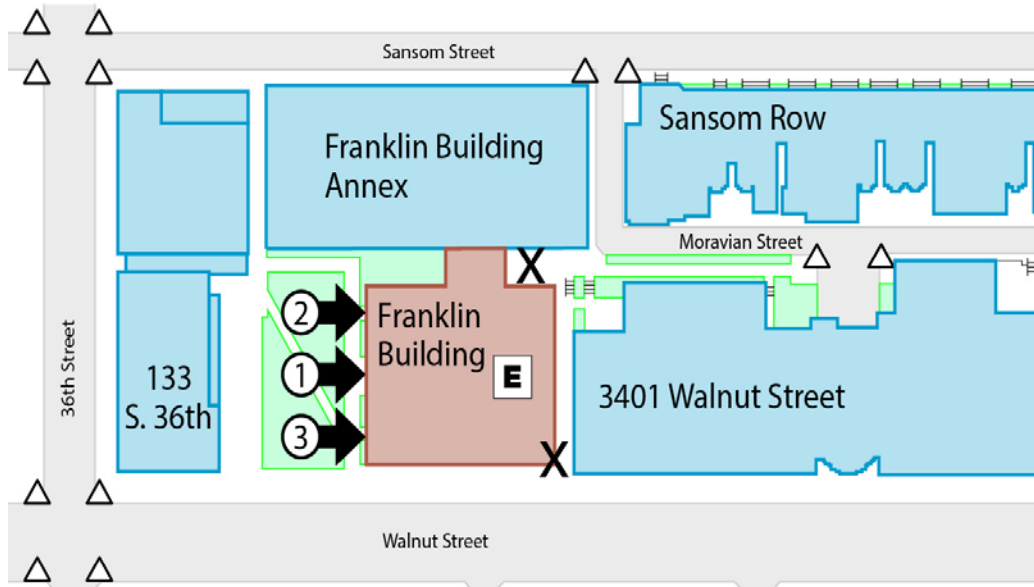 Sansom Street
Franklin Building
Annex
Sansom Row
Moravian Street
X
2
Franklin
Building
1
E
3
36th Street
133
S. 36th
3401 Walnut Street
X
Walnut Street